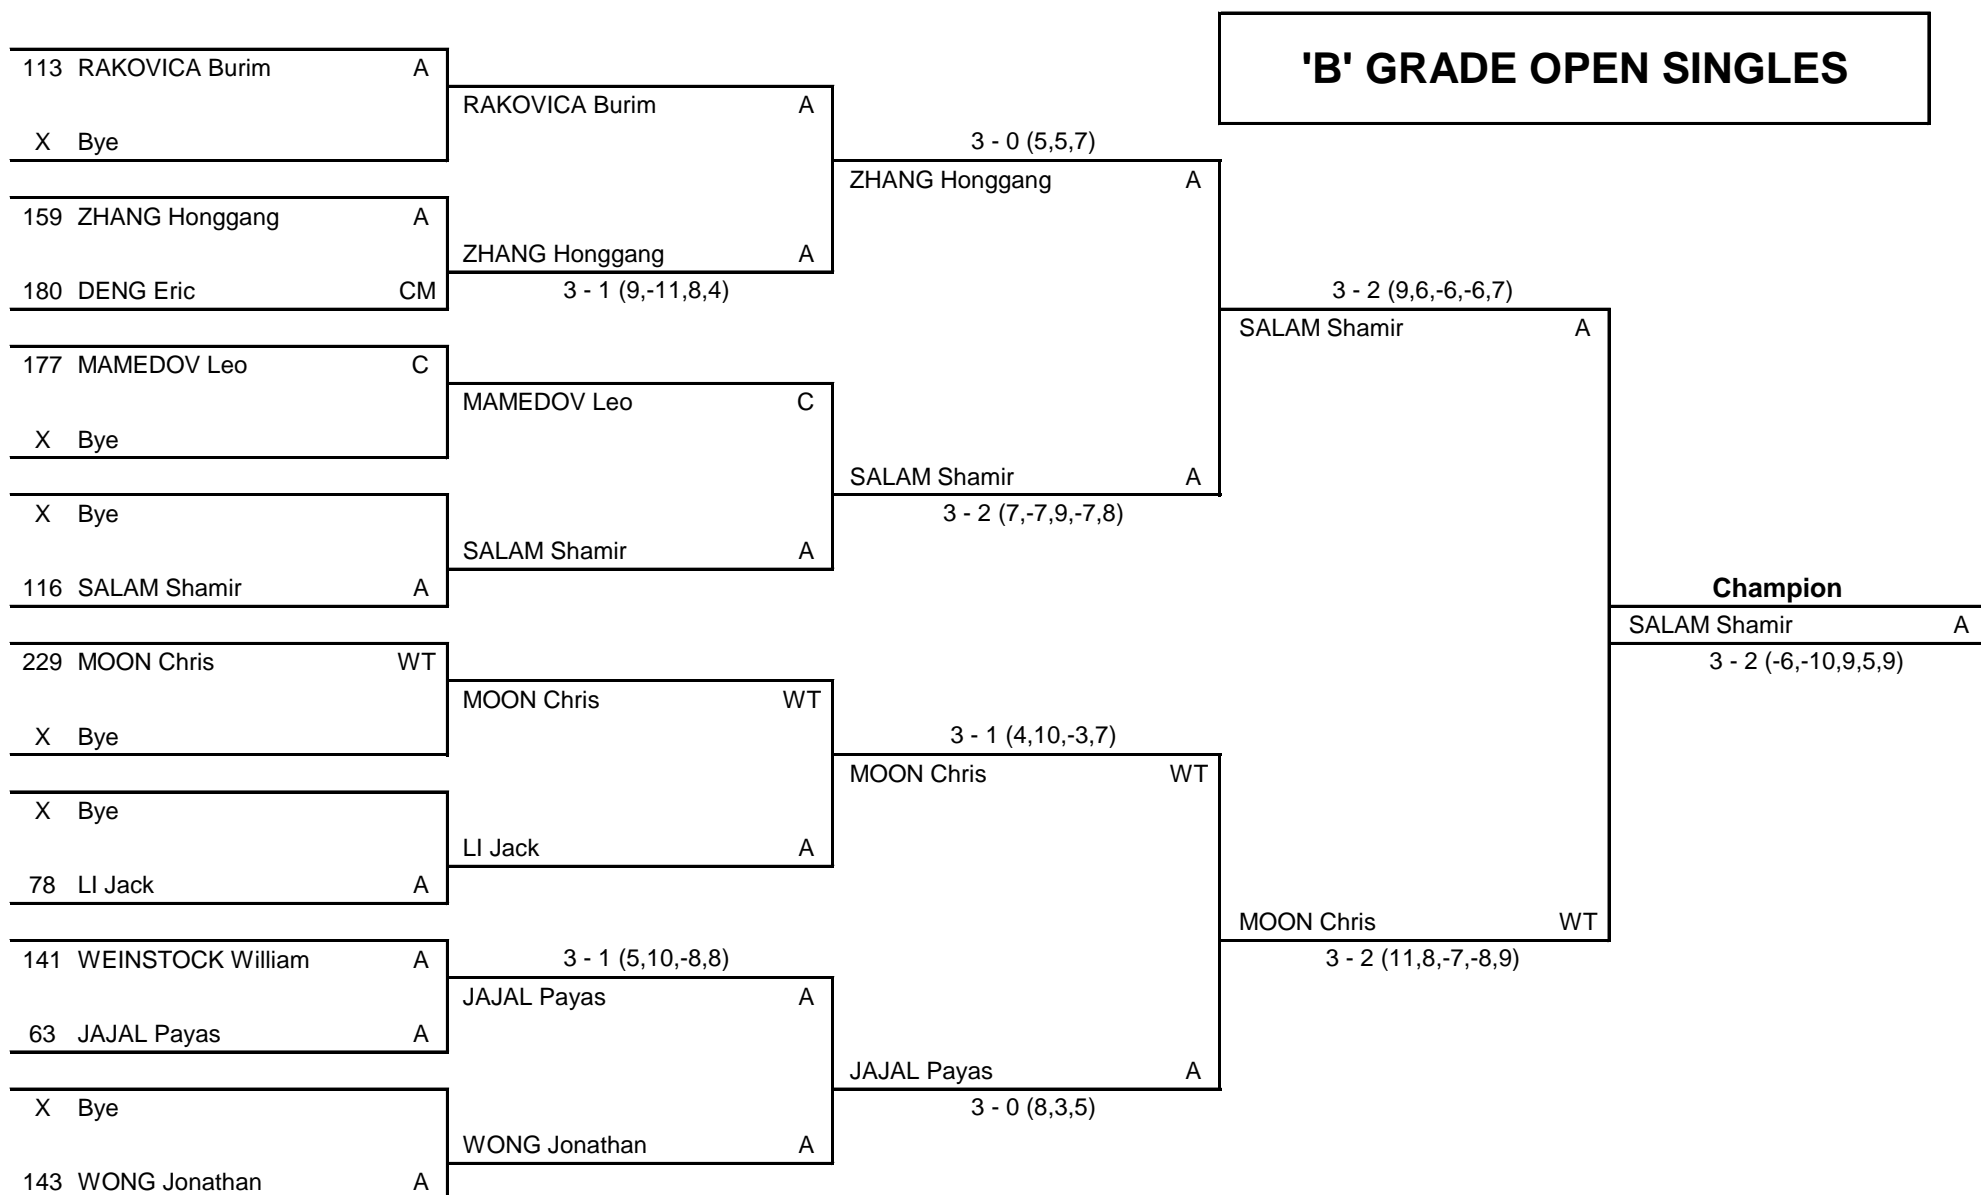 'B' GRADE OPEN SINGLES
113 RAKOVICA Burim A
RAKOVICA Burim A
X Bye
3 - 0 (5,5,7)
ZHANG Honggang A
159 ZHANG Honggang A
ZHANG Honggang A
180 DENG Eric CM
3 - 1 (9,-11,8,4)
3 - 2 (9,6,-6,-6,7)
SALAM Shamir A
177 MAMEDOV Leo C
MAMEDOV Leo C
X Bye
SALAM Shamir A
X Bye
3 - 2 (7,-7,9,-7,8)
SALAM Shamir A
116 SALAM Shamir A
Champion
SALAM Shamir A
3 - 2 (-6,-10,9,5,9)
229 MOON Chris WT
MOON Chris WT
X Bye
3 - 1 (4,10,-3,7)
MOON Chris WT
X Bye
LI Jack A
78 LI Jack A
MOON Chris WT
3 - 2 (11,8,-7,-8,9)
141 WEINSTOCK William A
3 - 1 (5,10,-8,8)
JAJAL Payas A
63 JAJAL Payas A
JAJAL Payas A
3 - 0 (8,3,5)
X Bye
WONG Jonathan A
143 WONG Jonathan A